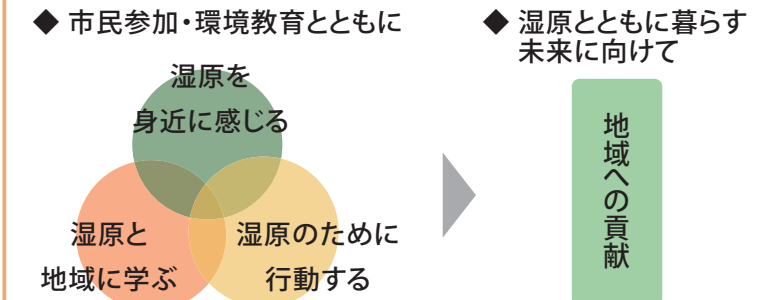 ◆ 市民参加・環境教育とともに
◆ 湿原とともに暮らす
未来に向けて
湿原を
身近に感じる
湿原と
地域に学ぶ
湿原のために
行動する
地域への貢献